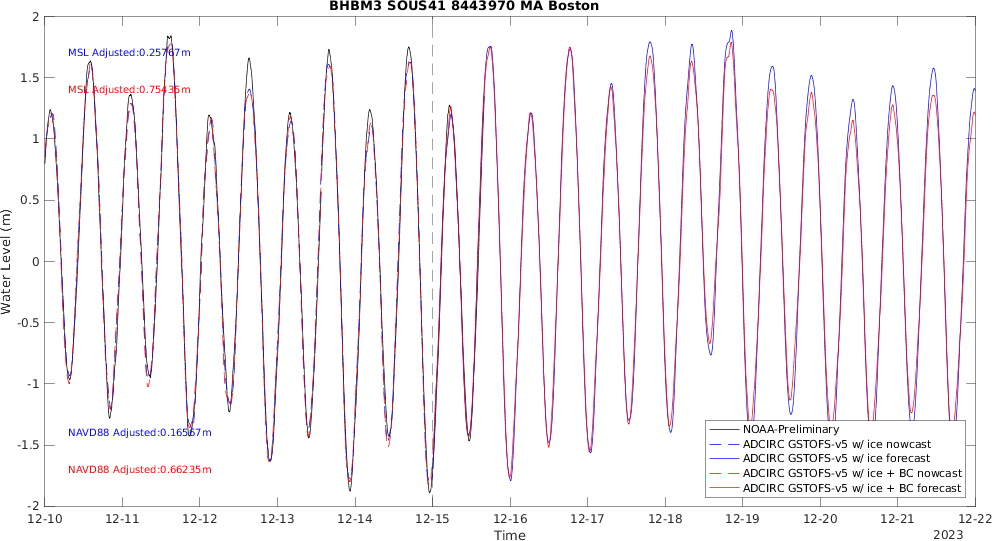 BHBM3 SOUS41 8443970 MA Boston
MSL Adjusted:0.25767m
MSL Adjusted:0.75435m
NAVD88 Adjusted:0.16567m
NAVD88 Adjusted:0.66235m
Water Level (m)
2
1.5
1
0.5
0
-0.5
-1
-1.5
-2
NOAA-Preliminary
ADCIRC GSTOFS-v5 w/ ice nowcast
ADCIRC GSTOFS-v5 w/ ice forecast
ADCIRC GSTOFS-v5 w/ ice + BC nowcast
ADCIRC GSTOFS-v5 w/ ice + BC forecast
12-10 12-11 12-12 12-13 12-14 12-15 12-16 12-17 12-18 12-19 12-20 12-21 12-22
Time
2023